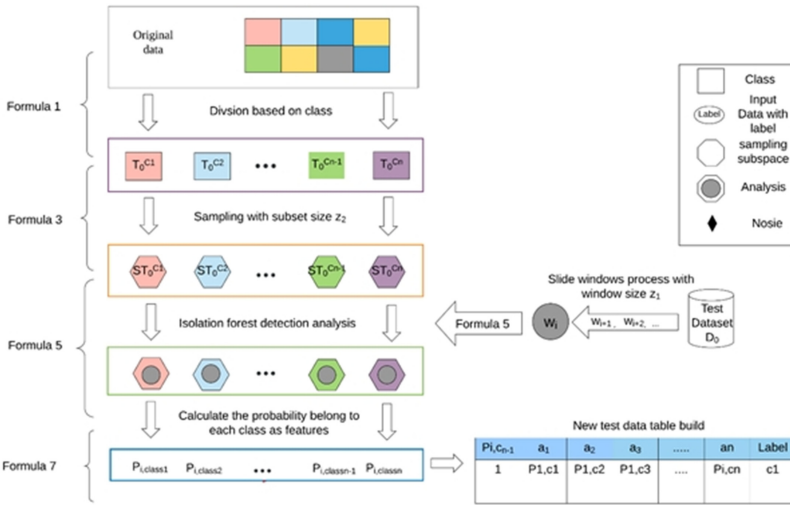 Original
data
Formula 1
Divsion based on class
T₀ᶜ¹ T₀ᶜ² ••• T₀ᶜⁿ⁻¹ T₀ᶜⁿ
Formula 3
Sampling with subset size z₂
ST₀ᶜ¹ ST₀ᶜ² ••• ST₀ᶜⁿ⁻¹ ST₀ᶜⁿ
Formula 5
Isolation forest detection analysis
•••
Calculate the probability belong to
each class as features
Formula 7
Pᵢ,class1 Pᵢ,class2 ••• Pᵢ,classn-1 Pᵢ,classn
Class
Label
Input
Data with
label
sampling
subspace
Analysis
Nosie
Slide windows process with
window size z₁
Formula 5
Wᵢ
Wᵢ₊₁, Wᵢ₊₂, ...
Test
Dataset
D₀
New test data table build
Pi,cₙ₋₁ a₁ a₂ a₃ ..... an Label
1 P1,c1 P1,c2 P1,c3 .... Pi,cn c1